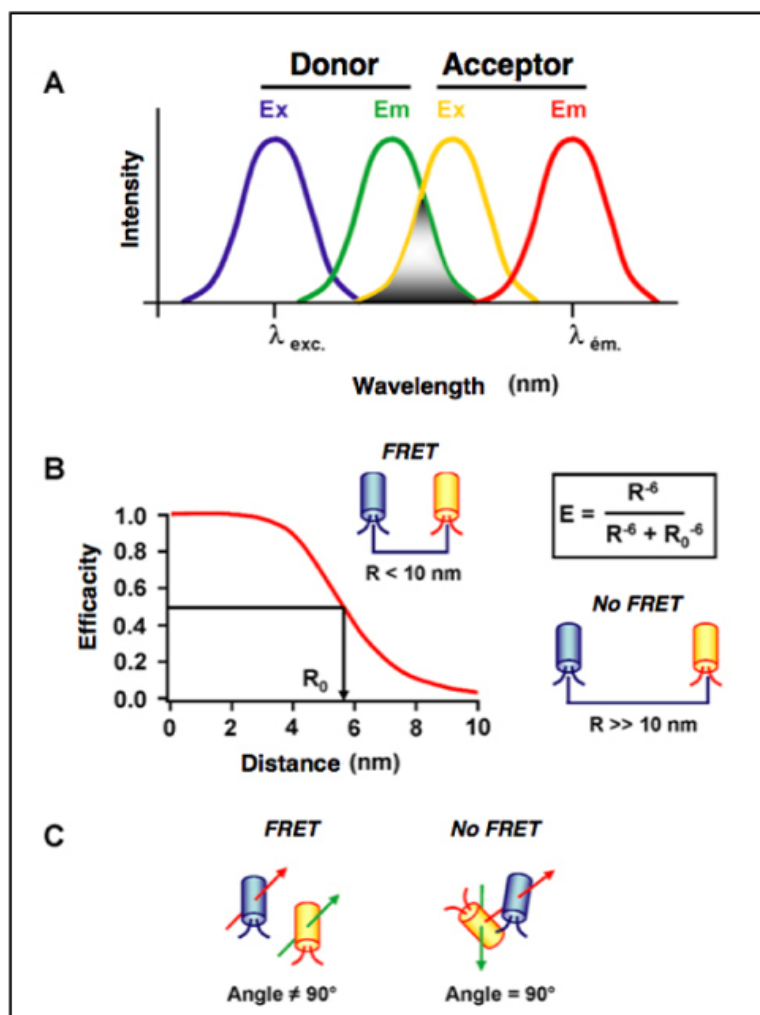 A
Donor Acceptor
Ex Em Ex Em
Intensity
λ exc. λ ém.
Wavelength (nm)
B
FRET
R < 10 nm
E = R⁻⁶ / R⁻⁶ + R₀⁻⁶
No FRET
R >> 10 nm
Efficacity
1.0
0.8
0.6
0.4
0.2
0.0
R₀
0 2 4 6 8 10
Distance (nm)
C
FRET No FRET
Angle ≠ 90° Angle = 90°